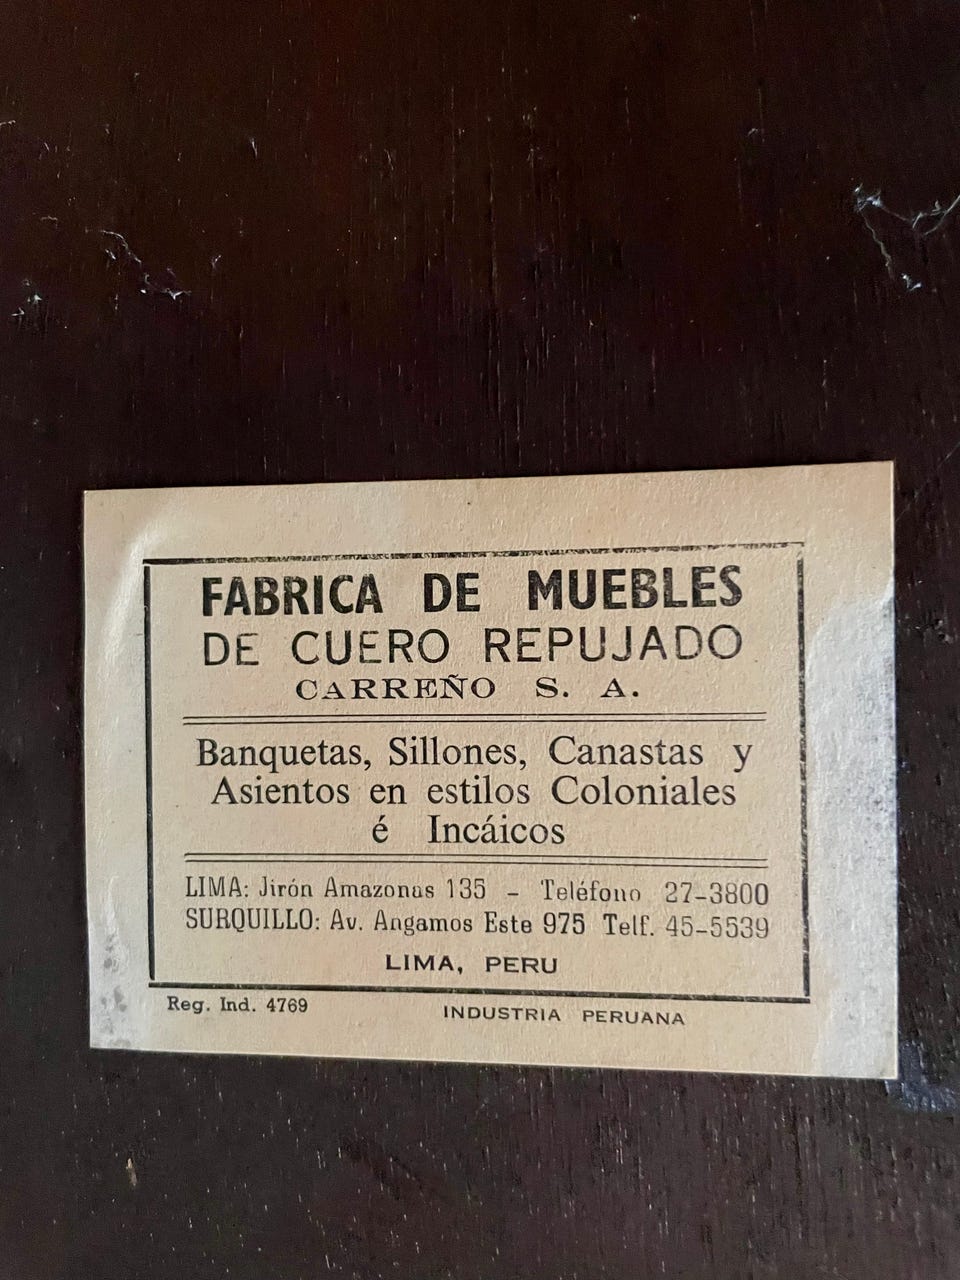 FABRICA DE MUEBLES
DE CUERO REPUJADO
CARREÑO S. A.
Banquetas, Sillones, Canastas y
Asientos en estilos Coloniales
é Incáicos
LIMA: Jirón Amazonas 135 - Teléfono 27-3800
SURQUILLO: Av. Angamos Este 975 Telf. 45-5539
LIMA, PERU
Reg. Ind. 4769 INDUSTRIA PERUANA